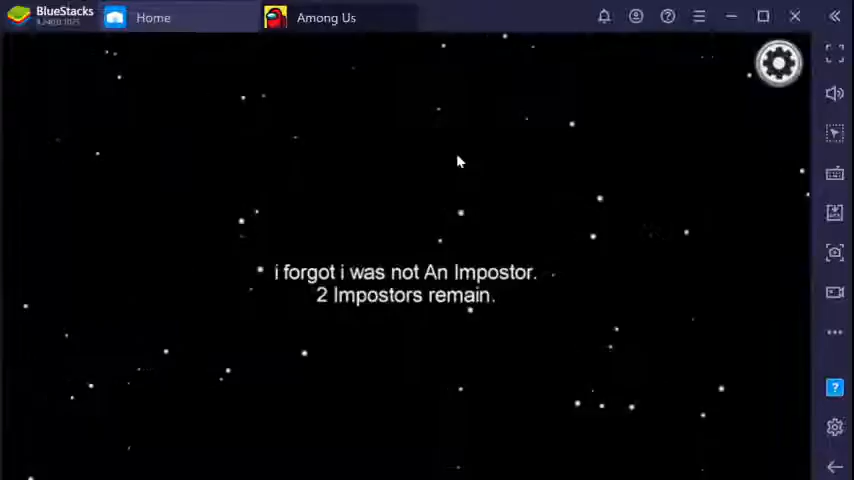 BlueStacks
Home
Among Us
i forgot i was not An Impostor.
2 Impostors remain.